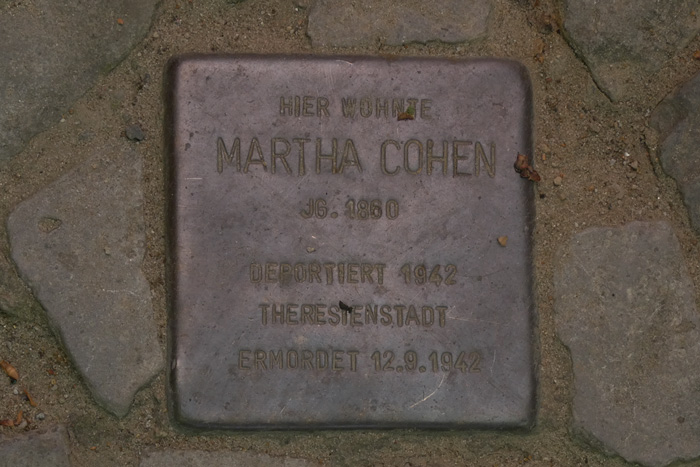 HIER WOHNTE
MARTHA COHEN
JG. 1860
DEPORTIERT 1942
THERESIENSTADT
ERMORDET 12.9.1942